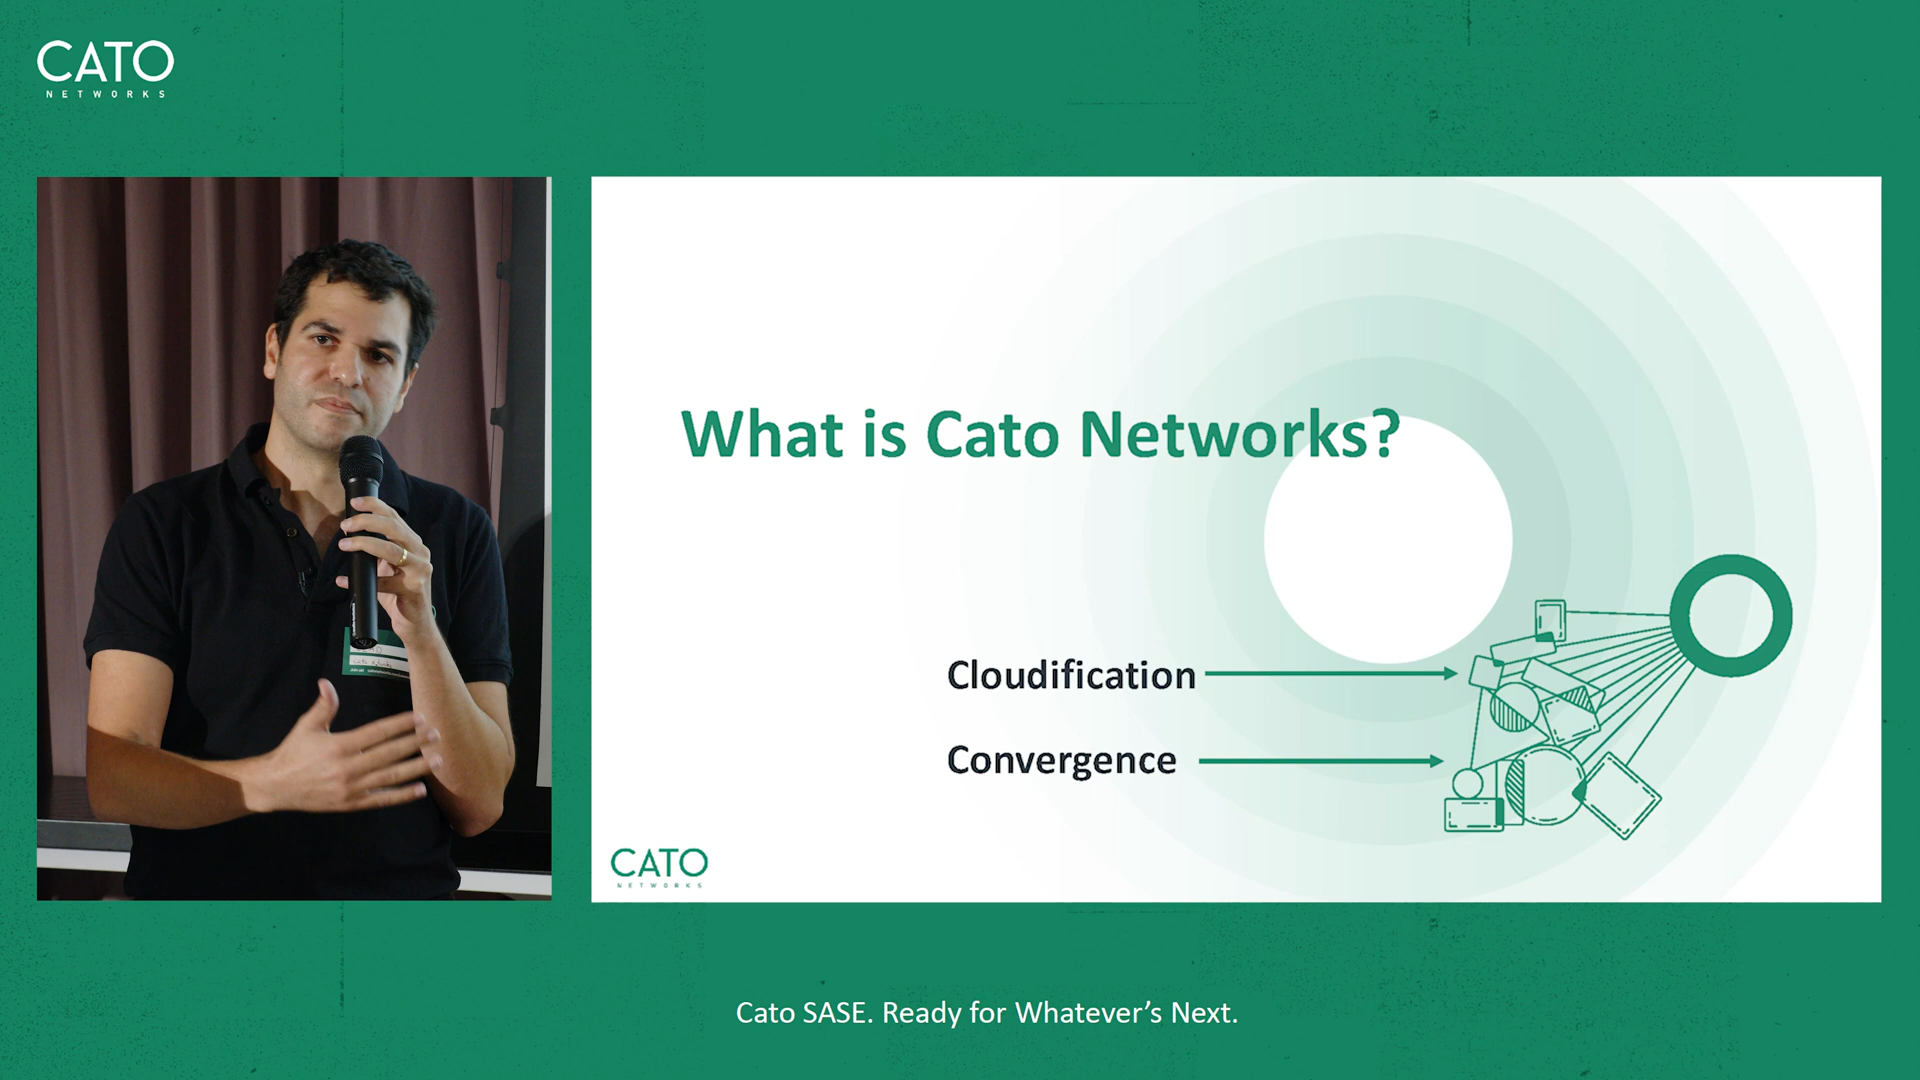 CATO
NETWORKS
What is Cato Networks?
Cloudification
Convergence
CATO
NETWORKS
Cato SASE. Ready for Whatever’s Next.